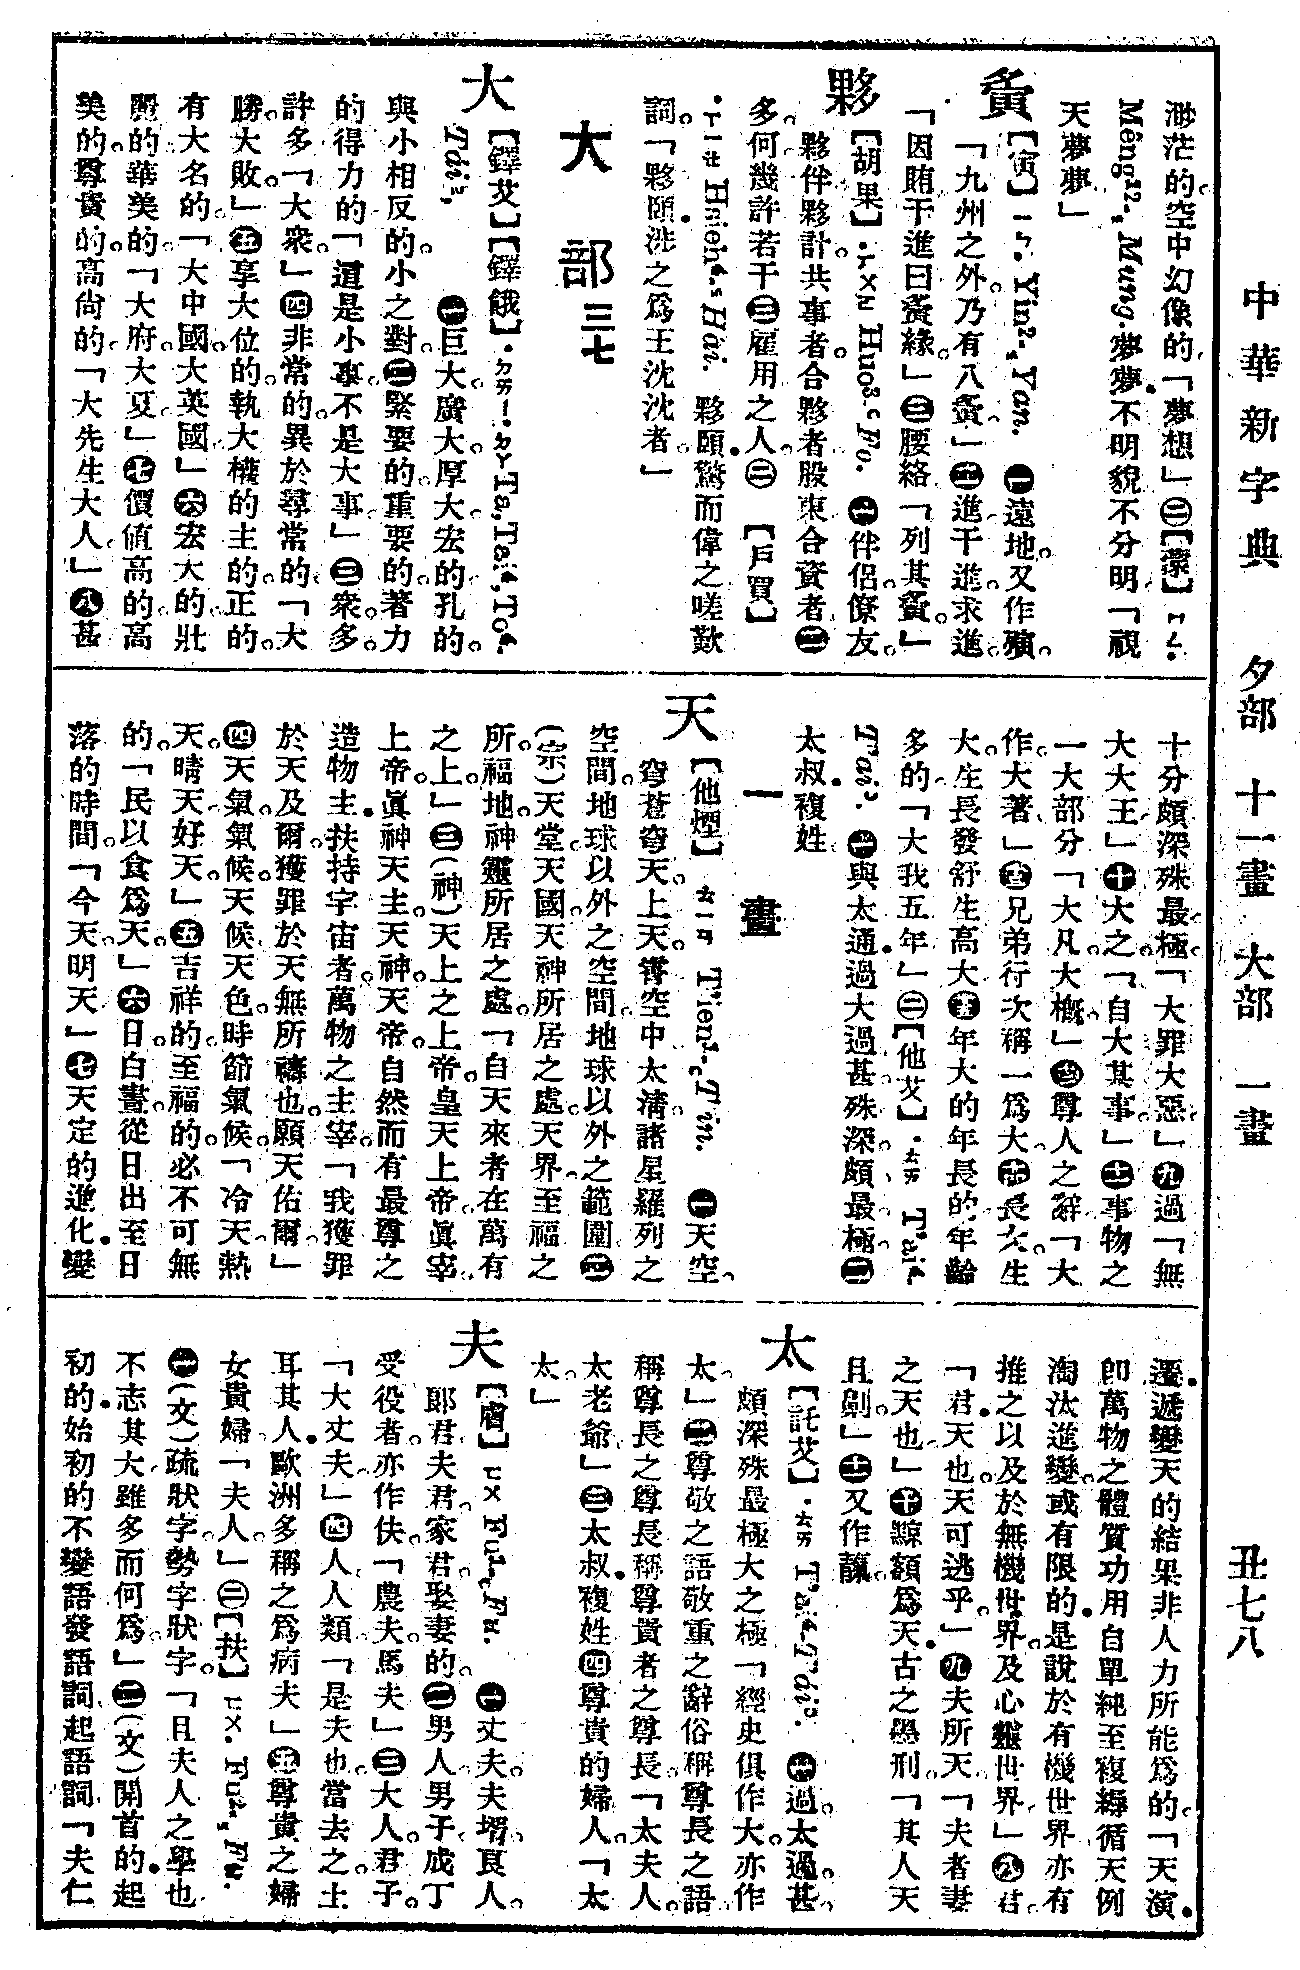 中華新字典　夕部　十一畫　大部　一畫　丑七八
渺茫的。空中幻像的。「夢想」㊁【蒙】ㄇㄥ.
Mêng¹²-, Mung. 夢夢.不明貌不分明「視
天夢夢」
夤【演】ㄧㄣ. Yin²-, Yan. ㊀遠地。又作殥。
「九州之外。乃有八夤」㊁進。干進。求進。
「因賄干進曰夤緣。」㊂腰絡「列其夤。」
夥【胡果】.ㄏㄨㄛ Huo³-ᶜ Fo. ㊀伴侶。僚友。
夥伴夥計。共事者。合夥者股東合資者㊁
多。何幾許若干㊂雇用之人。㊁　【戶買】
.ㄒㄧㄝ Hsieh⁴-ˢ Hái. 夥頤.驚而偉之嗟歎
詞。「夥頤.涉之爲王沈沈者。」
大　部　三七
大【鐸艾】【鐸餓】.ㄉㄞㄧ.ㄉㄚ Ta, Tai⁴, To⁴-
Tái², ㊀巨大。廣大。厚大。宏的。孔的。
與小相反的。小之對。㊁緊要的。重要的。著力
的得力的「這是小事。不是大事」㊂衆。多。
許多「大衆。」㊃非常的。異於尋常的「大
勝。大敗。」㊄享大位的。執大權的主的。正的。
有大名的。「大中國。大英國」㊅宏大的壯
麗的華美的。「大府。大夏」㊆價値高的。高
美的。尊貴的。高尙的。「大先生大人。」㊇甚
十分頗深殊最。極。「大罪大惡。」㊈過「無
大大王」㊉大之。「自大其事。」⑪事物之
一大部分「大凡。大槪。」⑫尊人之辭「大
作。大著。」⑬兄弟行次稱一爲大。⑭長大。生
大。生長發舒生高大⑮年大的年長的年齡
多的「大我五年」㊁【他艾】.ㄊㄞ T'ai⁴-
T'ai². ㊀與太通.過大過甚。殊深。頗最。極。㊁
太叔.複姓
一　畫
天【他煙】ㄊㄧㄢ T'ien¹-, T'in. ㊀天空。
穹蒼穹天。上天。霄空中太淸。諸星羅列之
空間。地球以外之空間。地球以外之範圍㊁
(宗)天堂。天國。天神所居之處。天界。至福之
所。福地。神靈所居之處。「自天來者在萬有
之上」㊂(神)天上之上帝。皇天上帝。眞宰
上帝。眞神天主。天神。天帝。自然而有最尊之
造物主.扶持宇宙者。萬物之主宰。「我獲罪
於天及爾。獲罪於天無所禱也。願天佑爾。」
㊃天氣。氣候。天候天色。時節氣候。「冷天。熱
天。晴天好天。」㊄吉祥的。至福的。必不可無
的。「民以食爲天。」㊅日。白晝。從日出至日
落的時間。「今天。明天」㊆天定的進化.變
遷.遞變天的結果非人力所能爲的。「天演.
卽萬物之體質功用自單純至複縟循天例
淘汰進變。或有限的.是說於有機世界亦有
推之以及於無機世界。及心靈世界。」㊇君。
「君.天也。天可逃乎。」㊈夫所天。「夫者妻
之天也」㊉黥額爲天.古之墨刑。「其人天
且劓。」⑪又作靝。
太【託艾】.ㄊㄞ T'ai⁴-T'ái². ㊀過。太過。甚
頗深殊最極大之極「經史俱作大。亦作
太。」㊁尊敬之語敬重之辭俗稱。尊長之語
稱尊長之尊長稱尊貴者之尊長。「太夫人。
太老爺。」㊂太叔.複姓㊃尊貴的婦人。「太
太。」
夫【膚】ㄈㄨ Fu¹-, Fu. ㊀丈夫。夫壻。良人。
郞君。夫君。家君。娶妻的。㊁男人。男子。成丁
受役者。亦作伕。「農夫。馬夫」㊂大人。君子。
「大丈夫」㊃人。人類。「是夫也。當去之」
耳其人.歐洲多稱之爲病夫」㊄尊貴之婦
女貴婦。「夫人。」㊁【扶】ㄈㄨ. Fu²-, Fu.
㊀(文)疏狀字。勢字狀字。「且夫人之學也
不志其大。雖多而何爲。」㊁(文)開首的.起
初的.始初的不變語發語詞。起語詞。「夫仁